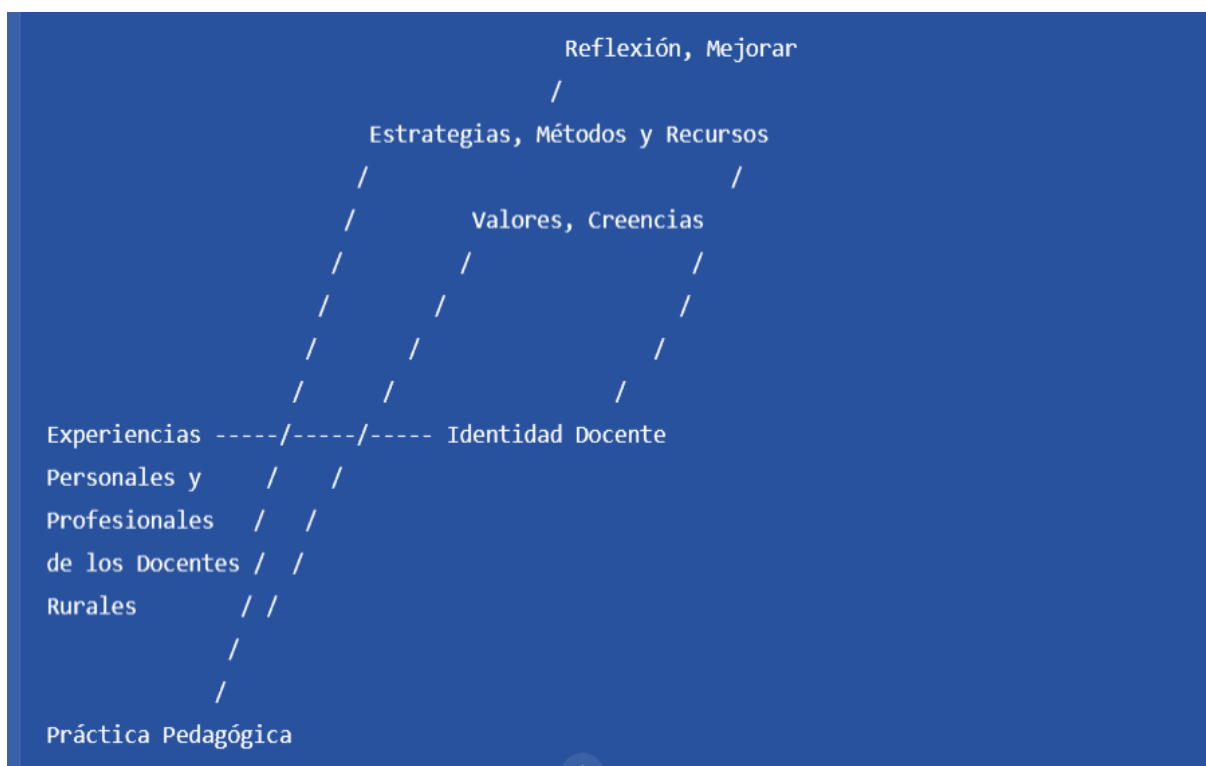 Reflexión, Mejorar
/
Estrategias, Métodos y Recursos
/ /
/ Valores, Creencias
/ / /
/ / /
/ / /
/ / /
Experiencias -----/-----/----- Identidad Docente
Personales y / /
Profesionales / /
de los Docentes / /
Rurales / /
/
/
Práctica Pedagógica